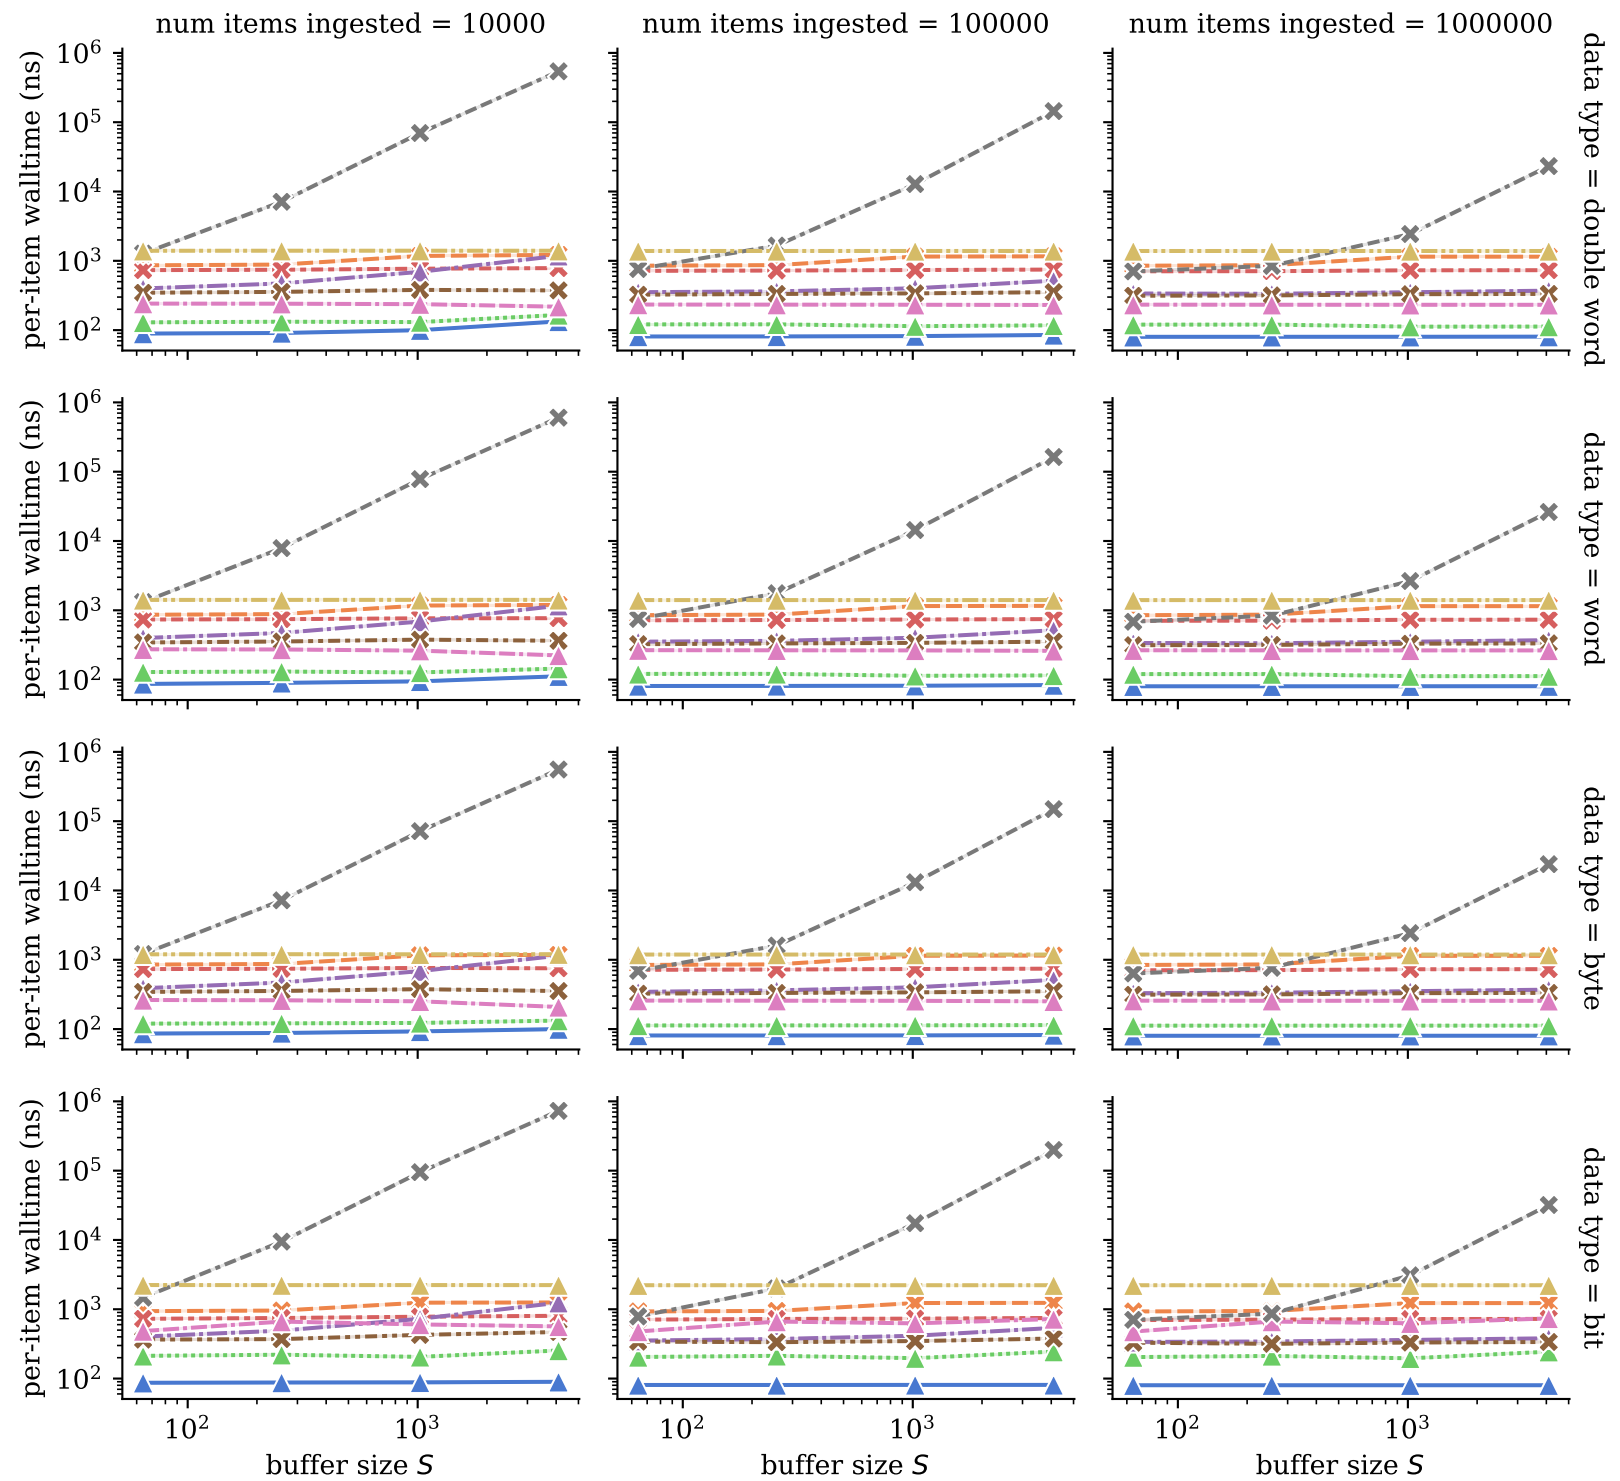 num items ingested = 10000
num items ingested = 100000
num items ingested = 1000000
per-item walltime (ns)
10^6
10^5
10^4
10^3
10^2
data type = double word
per-item walltime (ns)
10^6
10^5
10^4
10^3
10^2
data type = word
per-item walltime (ns)
10^6
10^5
10^4
10^3
10^2
data type = byte
per-item walltime (ns)
10^6
10^5
10^4
10^3
10^2
data type = bit
10^2 10^3
10^2 10^3
10^2 10^3
buffer size S
buffer size S
buffer size S